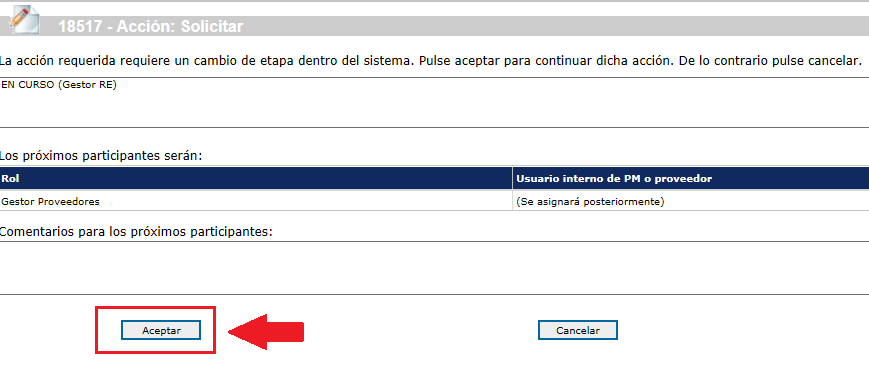 18517 - Acción: Solicitar
La acción requerida requiere un cambio de etapa dentro del sistema. Pulse aceptar para continuar dicha acción. De lo contrario pulse cancelar.
EN CURSO (Gestor RE)
Los próximos participantes serán:
Rol Usuario interno de PM o proveedor
Gestor Proveedores (Se asignará posteriormente)
Comentarios para los próximos participantes:
Aceptar Cancelar